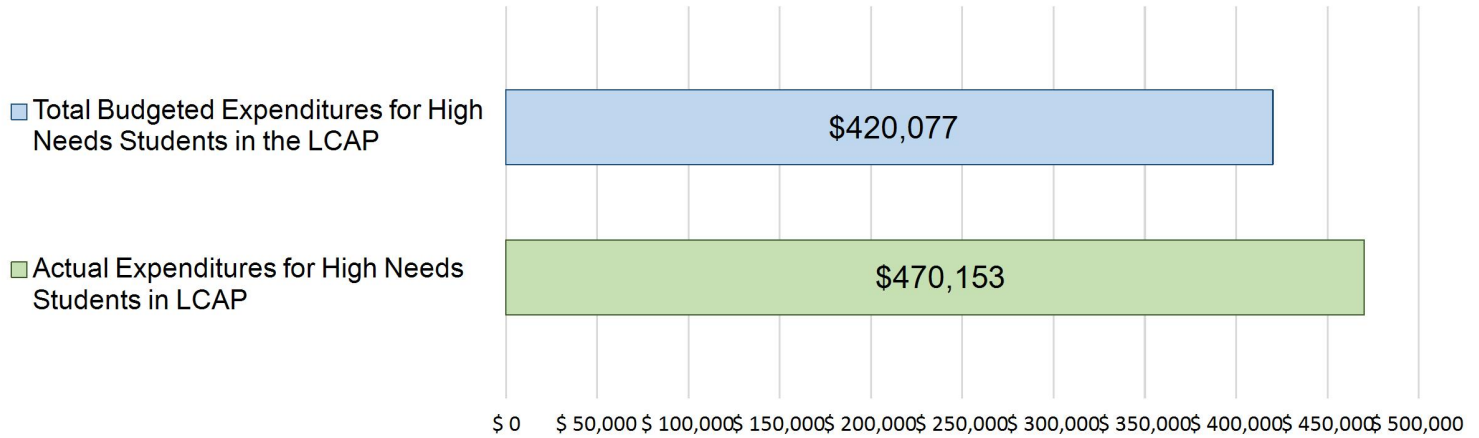 Total Budgeted Expenditures for High
Needs Students in the LCAP
$420,077
Actual Expenditures for High Needs
Students in LCAP
$470,153
$ 0 $ 50,000 $ 100,000 $ 150,000 $ 200,000 $ 250,000 $ 300,000 $ 350,000 $ 400,000 $ 450,000 $ 500,000